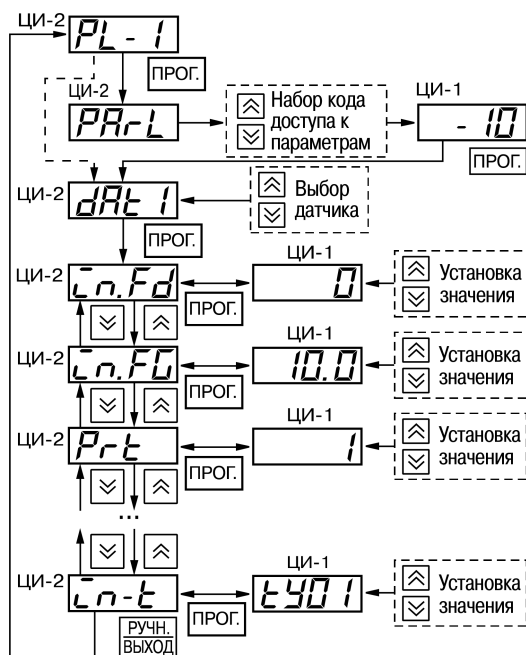 ЦИ-2 PL-1
ПРОГ.
ЦИ-2 PArL
Набор кода
доступа к
параметрам
ЦИ-1
- 10
ПРОГ.
ЦИ-2 dAt 1
Выбор
датчика
ПРОГ.
ЦИ-2 in.Fd
ПРОГ.
ЦИ-1
0
Установка
значения
ЦИ-2 in.FG
ПРОГ.
ЦИ-1
10.0
Установка
значения
ЦИ-2 Prt
ПРОГ.
ЦИ-1
1
Установка
значения
...
ЦИ-2 in-t
ПРОГ.
ЦИ-1
tY01
Установка
значения
РУЧН.
ВЫХОД